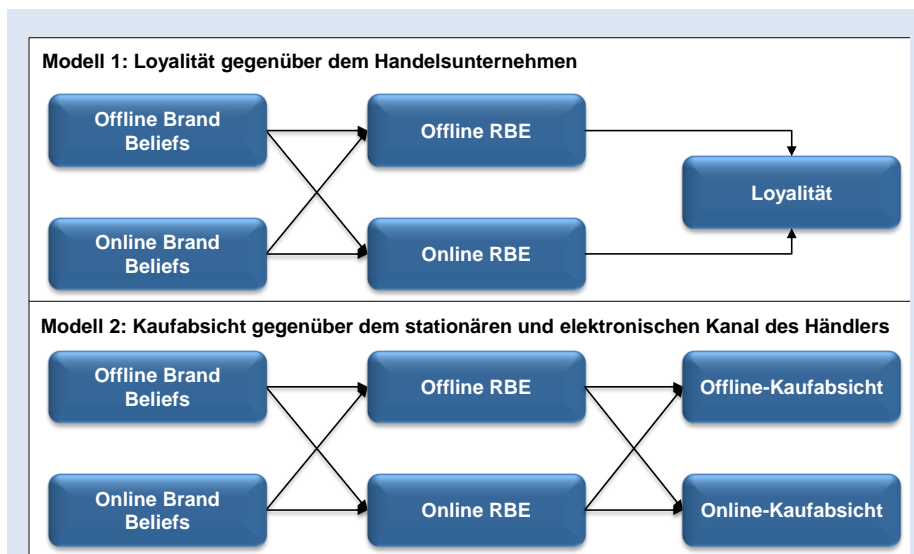 Modell 1: Loyalität gegenüber dem Handelsunternehmen
Offline Brand
Beliefs
Offline RBE
Loyalität
Online Brand
Beliefs
Online RBE
Modell 2: Kaufabsicht gegenüber dem stationären und elektronischen Kanal des Händlers
Offline Brand
Beliefs
Offline RBE
Offline-Kaufabsicht
Online Brand
Beliefs
Online RBE
Online-Kaufabsicht